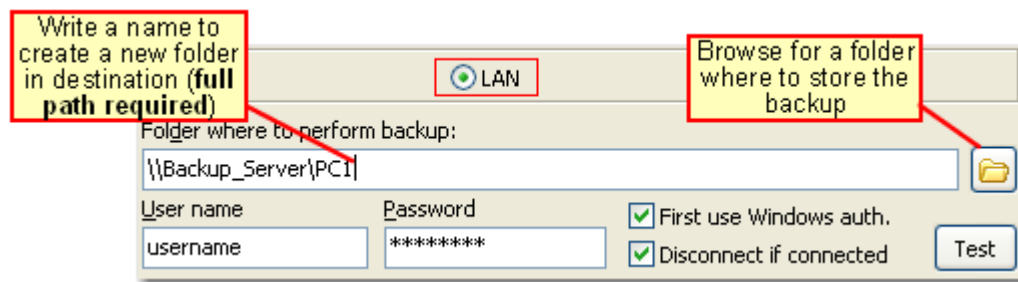 Write a name to
create a new folder
in destination (full
path required)
LAN
Browse for a folder
where to store the
backup
Folder where to perform backup:
\\Backup_Server\PC1
User name
Password
First use Windows auth.
username
********
Disconnect if connected
Test